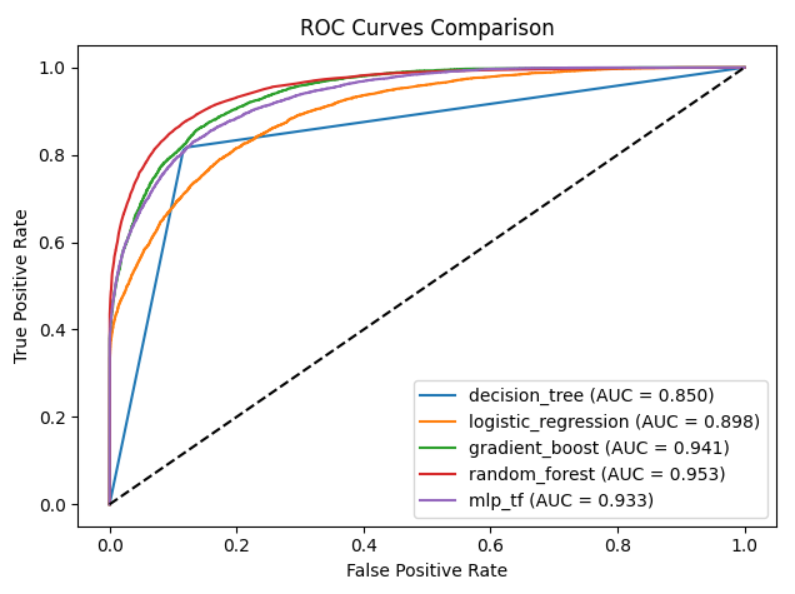 ROC Curves Comparison
True Positive Rate
1.0
0.8
0.6
0.4
0.2
0.0
decision_tree (AUC = 0.850)
logistic_regression (AUC = 0.898)
gradient_boost (AUC = 0.941)
random_forest (AUC = 0.953)
mlp_tf (AUC = 0.933)
0.0 0.2 0.4 0.6 0.8 1.0
False Positive Rate